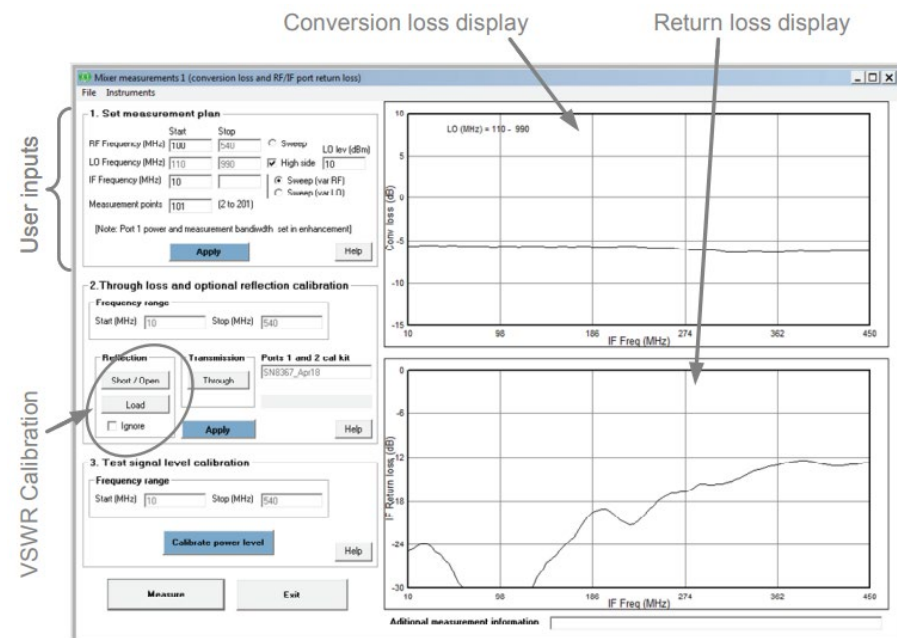 Conversion loss display
Return loss display
User inputs
VSWR Calibration
Mixer measurements 1 (conversion loss and RF/IF port return loss)
File Instruments
1. Set measurement plan
Start Stop
RF Frequency (MHz) 100 540 Sweep LO lev (dBm)
LO Frequency (MHz) 110 990 High side 10
IF Frequency (MHz) 10 Sweep (var RF)
Sweep (var LO)
Measurement points 101 (2 to 201)
[Note: Port 1 power and measurement bandwidth set in enhancement]
Apply Help
2.Through loss and optional reflection calibration
Frequency range
Start (MHz) 10 Stop (MHz) 540
Reflection Transmission Ports 1 and 2 cal kit
Short / Open Through SN8367_Apr18
Load
Ignore Apply Help
3. Test signal level calibration
Frequency range
Start (MHz) 10 Stop (MHz) 540
Calibrate power level
Help
Measure Exit
LO (MHz) = 110 - 990
Conv loss (dB)
10
5
0
-5
-10
-15
10 98 186 274 362 450
IF Freq (MHz)
IF Return loss (dB)
0
-6
-12
-18
-24
-30
10 98 186 274 362 450
IF Freq (MHz)
Aditional measurement information